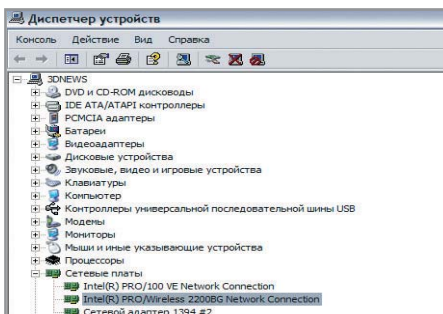 Диспетчер устройств
Консоль Действие Вид Справка
3DNEWS
DVD и CD-ROM дисководы
IDE ATA/ATAPI контроллеры
PCMCIA адаптеры
Батареи
Видеоадаптеры
Дисковые устройства
Звуковые, видео и игровые устройства
Клавиатуры
Компьютер
Контроллеры универсальной последовательной шины USB
Модемы
Мониторы
Мыши и иные указывающие устройства
Процессоры
Сетевые платы
Intel(R) PRO/100 VE Network Connection
Intel(R) PRO/Wireless 2200BG Network Connection
Сетевой адаптер 1394 #2